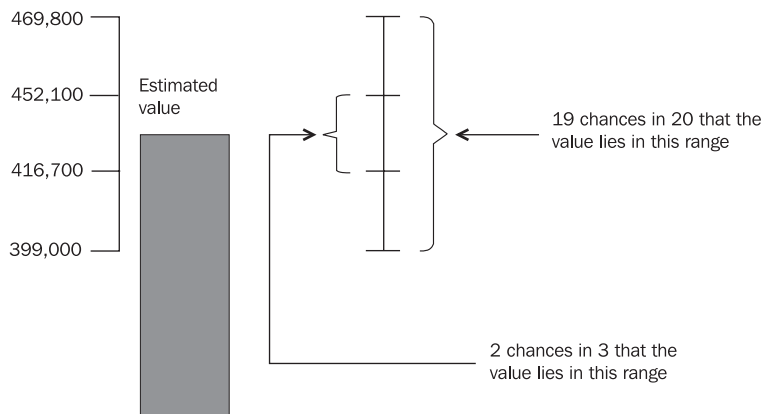 469,800
452,100
416,700
399,000
Estimated
value
19 chances in 20 that the
value lies in this range
2 chances in 3 that the
value lies in this range